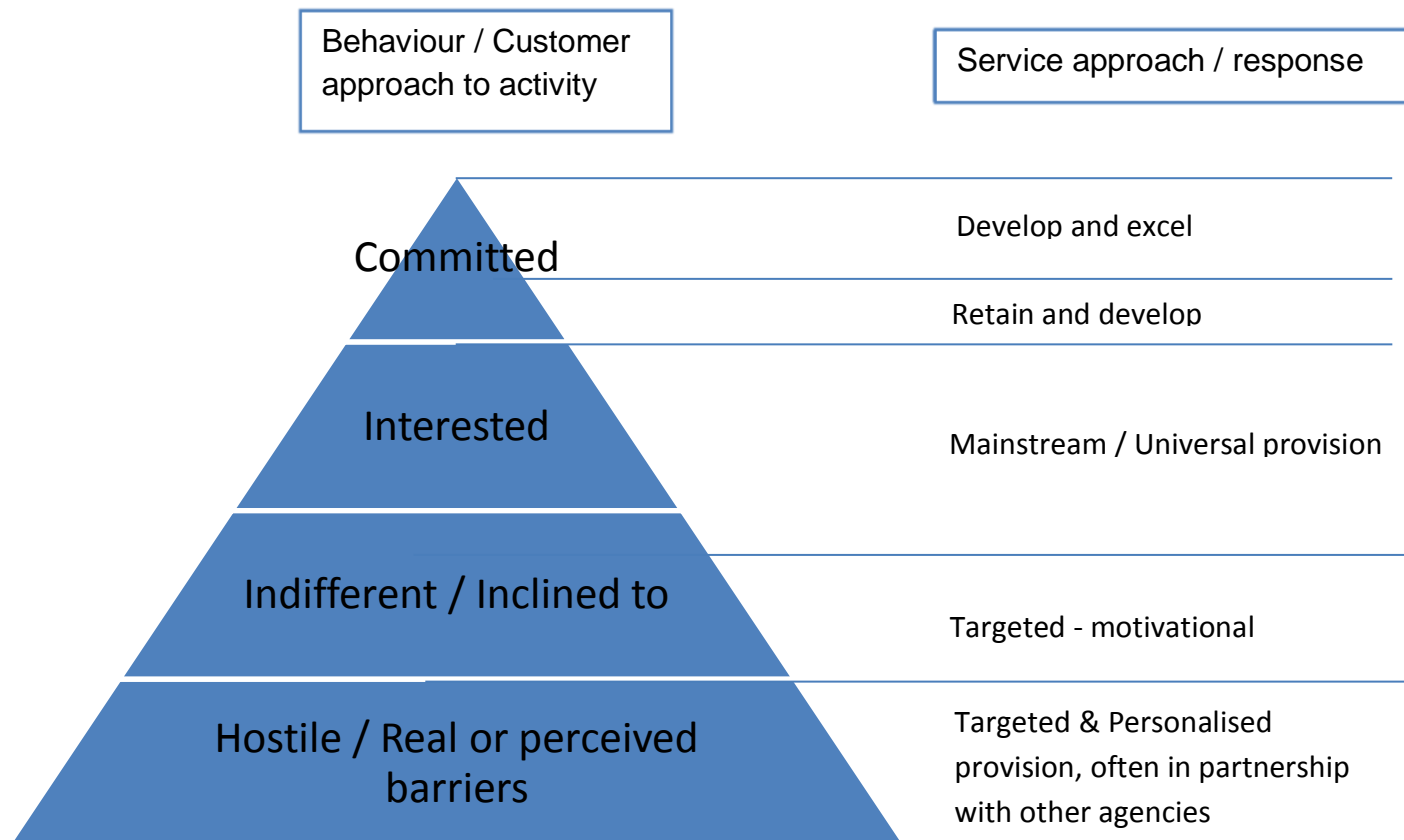 Behaviour / Customer
approach to activity
Service approach / response
Committed
Develop and excel
Retain and develop
Interested
Mainstream / Universal provision
Indifferent / Inclined to
Targeted - motivational
Hostile / Real or perceived
barriers
Targeted & Personalised
provision, often in partnership
with other agencies